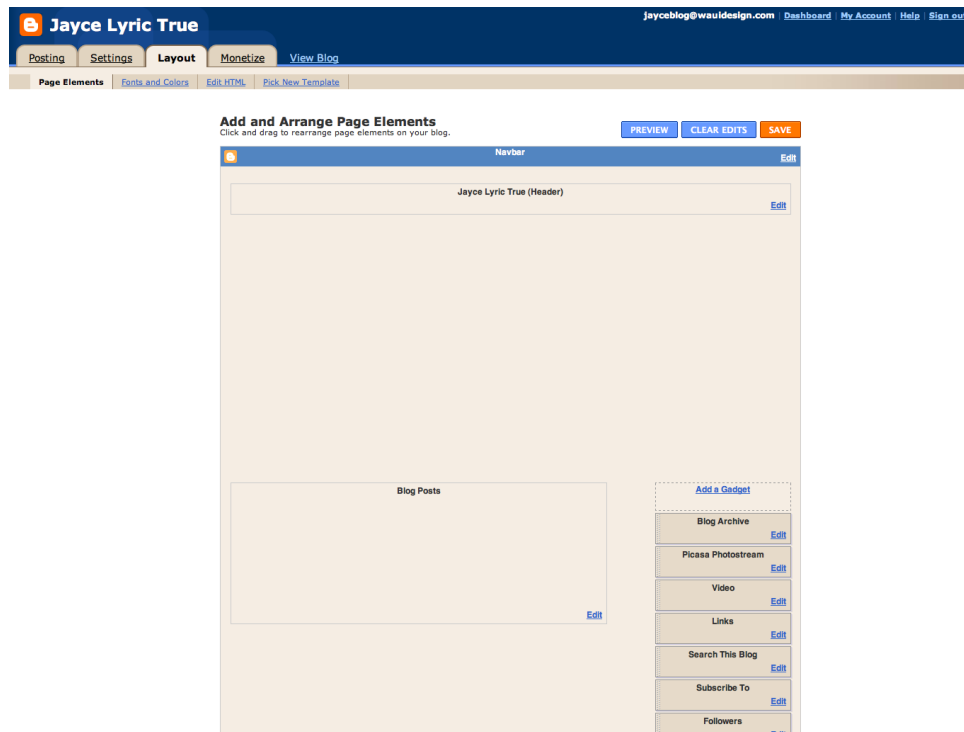 Jayce Lyric True
jayceblog@wauldesign.com | Dashboard | My Account | Help | Sign out
Posting Settings Layout Monetize View Blog
Page Elements Fonts and Colors Edit HTML Pick New Template
Add and Arrange Page Elements
Click and drag to rearrange page elements on your blog.
PREVIEW CLEAR EDITS SAVE
Navbar
Edit
Jayce Lyric True (Header)
Edit
Blog Posts
Edit
Add a Gadget
Blog Archive
Edit
Picasa Photostream
Edit
Video
Edit
Links
Edit
Search This Blog
Edit
Subscribe To
Edit
Followers